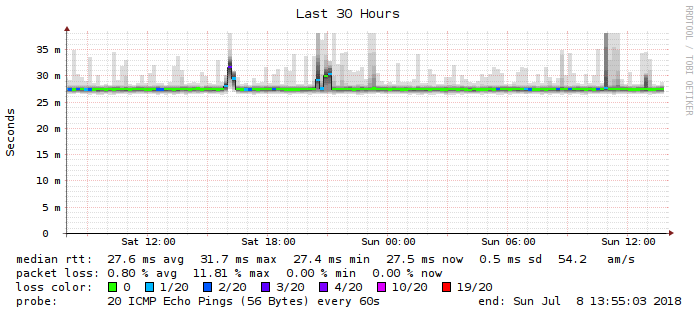 Last 30 Hours
RRDTOOL / TOBI OETIKER
Seconds
35 m
30 m
25 m
20 m
15 m
10 m
5 m
0
Sat 12:00 Sat 18:00 Sun 00:00 Sun 06:00 Sun 12:00
median rtt: 27.6 ms avg 31.7 ms max 27.4 ms min 27.5 ms now 0.5 ms sd 54.2 am/s
packet loss: 0.80 % avg 11.81 % max 0.00 % min 0.00 % now
loss color: 0 1/20 2/20 3/20 4/20 10/20 19/20
probe: 20 ICMP Echo Pings (56 Bytes) every 60s end: Sun Jul 8 13:55:03 2018